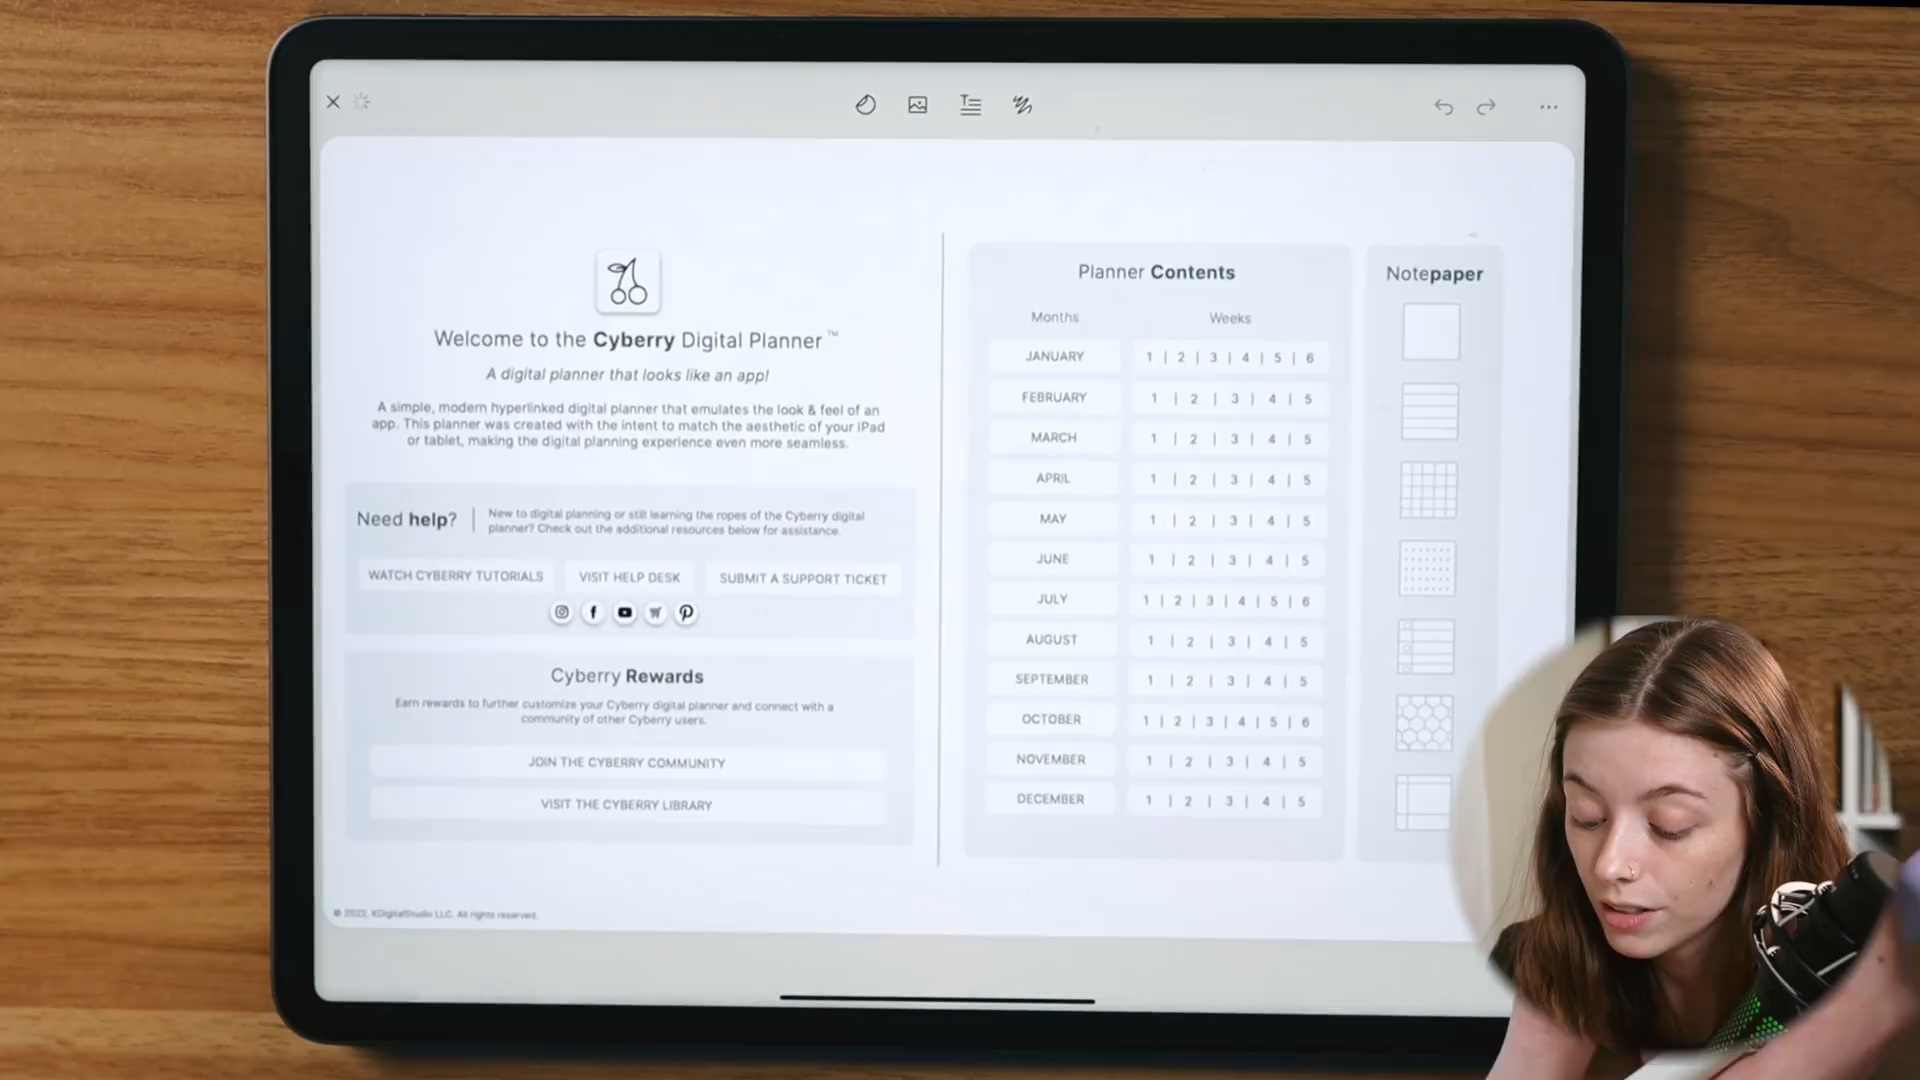 Welcome to the Cyberry Digital Planner™
A digital planner that looks like an app!
A simple, modern hyperlinked digital planner that emulates the look & feel of an
app. This planner was created with the intent to match the aesthetic of your iPad
or tablet, making the digital planning experience even more seamless.
Need help?
New to digital planning or still learning the ropes of the Cyberry digital
planner? Check out the additional resources below for assistance.
WATCH CYBERRY TUTORIALS
VISIT HELP DESK
SUBMIT A SUPPORT TICKET
Cyberry Rewards
Earn rewards to further customize your Cyberry digital planner and connect with a
community of other Cyberry users.
JOIN THE CYBERRY COMMUNITY
VISIT THE CYBERRY LIBRARY
© 2022, KDigitalStudio LLC. All rights reserved.
Planner Contents
Months Weeks
JANUARY 1 | 2 | 3 | 4 | 5 | 6
FEBRUARY 1 | 2 | 3 | 4 | 5
MARCH 1 | 2 | 3 | 4 | 5
APRIL 1 | 2 | 3 | 4 | 5
MAY 1 | 2 | 3 | 4 | 5
JUNE 1 | 2 | 3 | 4 | 5
JULY 1 | 2 | 3 | 4 | 5 | 6
AUGUST 1 | 2 | 3 | 4 | 5
SEPTEMBER 1 | 2 | 3 | 4 | 5
OCTOBER 1 | 2 | 3 | 4 | 5 | 6
NOVEMBER 1 | 2 | 3 | 4 | 5
DECEMBER 1 | 2 | 3 | 4 | 5
Notepaper